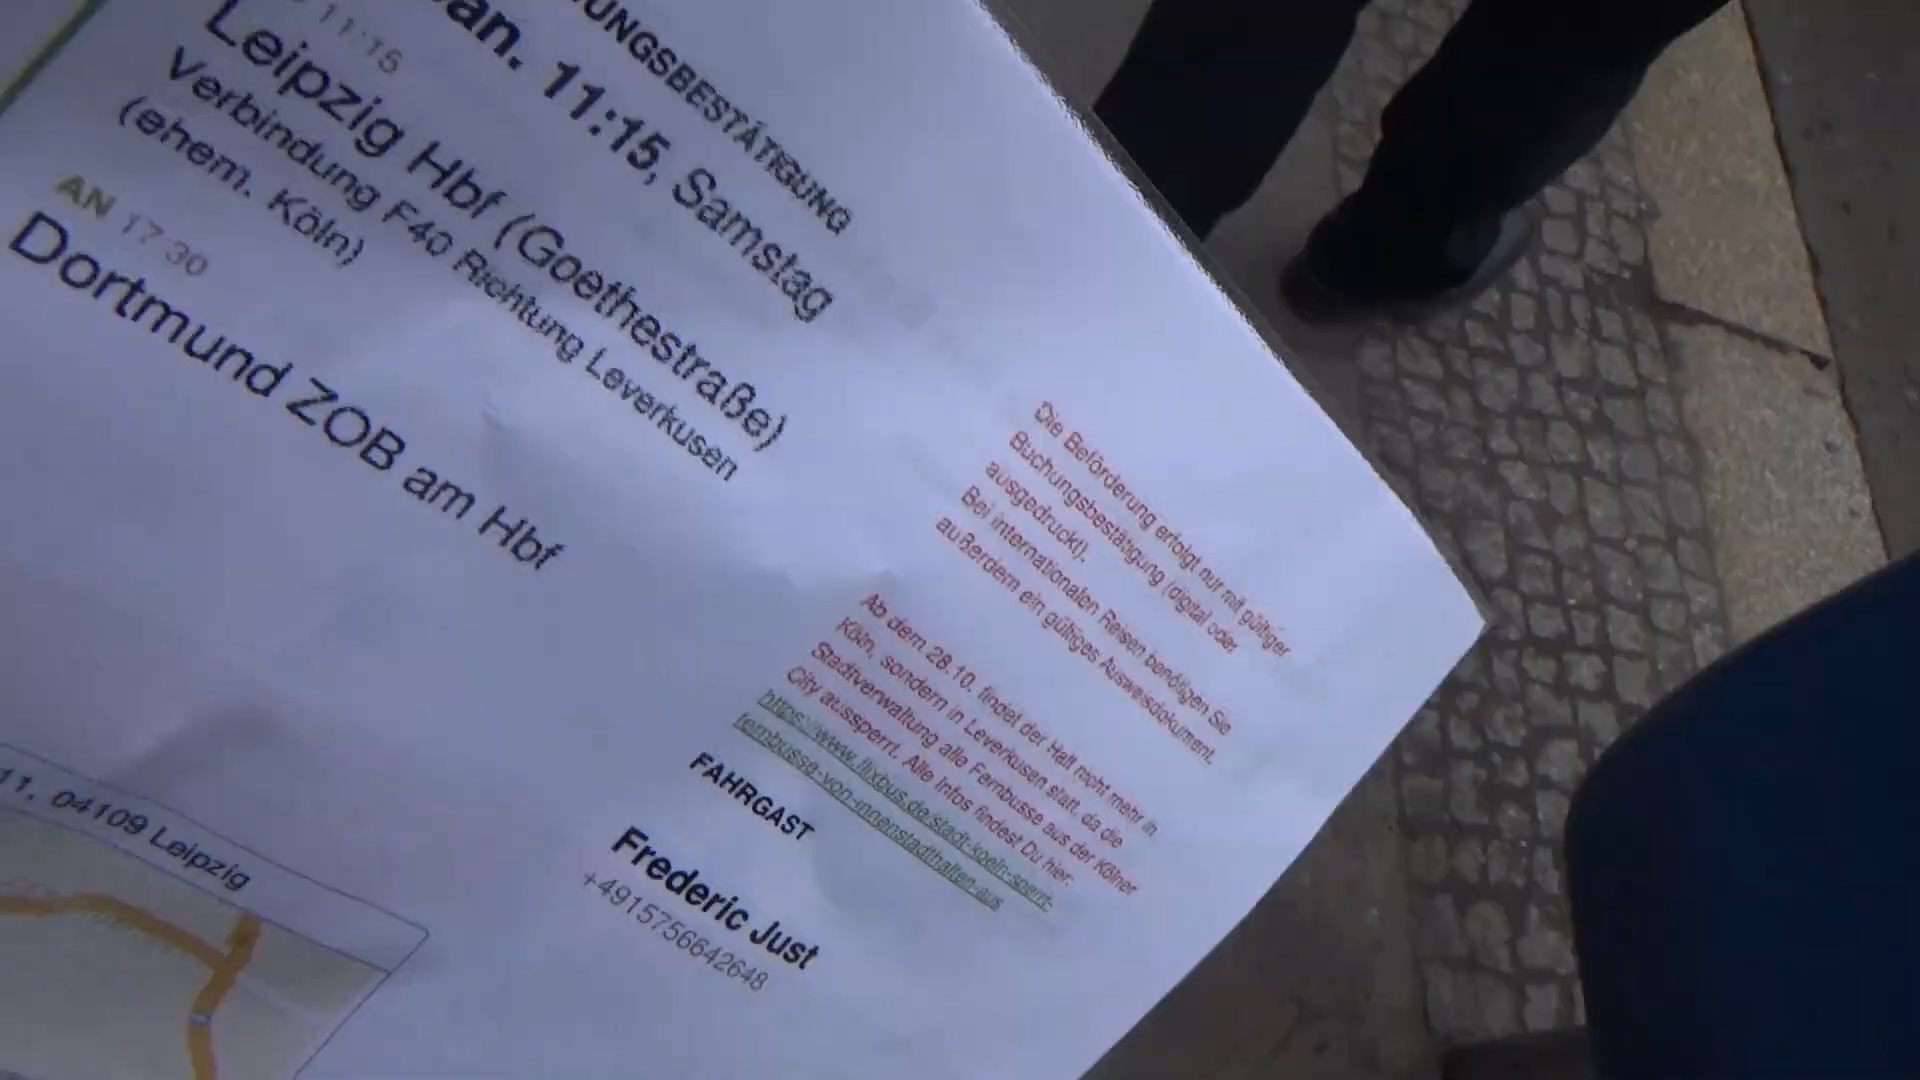 UNGSBESTÄTIGUNG
an. 11:15, Samstag
11:15
Leipzig Hbf (Goethestraße)
Verbindung F40 Richtung Leverkusen
(ehem. Köln)
AN 17:30
Dortmund ZOB am Hbf
Die Beförderung erfolgt nur mit gültiger
Buchungsbestätigung (digital oder
ausgedruckt).
Bei internationalen Reisen benötigen Sie
außerdem ein gültiges Ausweisdokument.
Ab dem 28.10. findet der Halt nicht mehr in
Köln, sondern in Leverkusen statt, da die
Stadtverwaltung alle Fernbusse aus der Kölner
City aussperrt. Alle Infos findest Du hier:
https://www.flixbus.de/stadt-koeln-sperrt-
fernbusse-von-innenstadthalten-aus
FAHRGAST
Frederic Just
+4915756642648
11, 04109 Leipzig